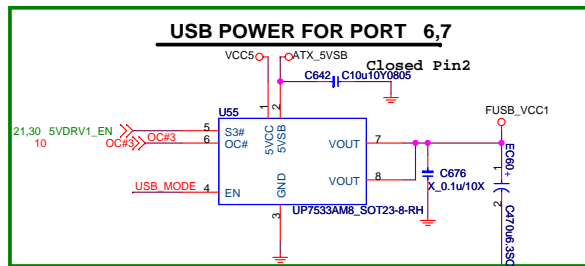 USB POWER FOR PORT 6,7
VCC5
ATX_5VSB
Closed Pin2
C642 C10u10Y0805
U55
1
2
FUSB_VCC1
21,30 5VDRV1_EN
5
S3#
5VCC
5VSB
VOUT
7
10
OC#3
OC#3
6
OC#
EC60
+
1
C676
X_0.1u/10X
USB_MODE
4
EN
GND
VOUT
8
2
C470u6.3SO
3
UP7533AM8_SOT23-8-RH